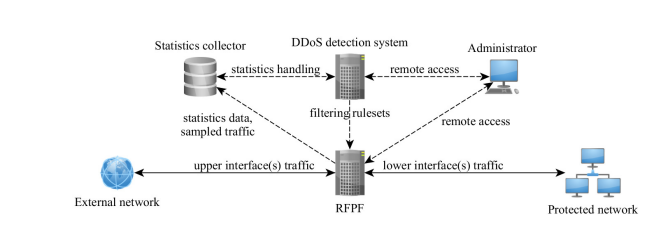 DDoS detection system
Statistics collector
Administrator
statistics handling
remote access
statistics data,
sampled traffic
filtering rulesets
remote access
upper interface(s) traffic
lower interface(s) traffic
External network
RFPF
Protected network